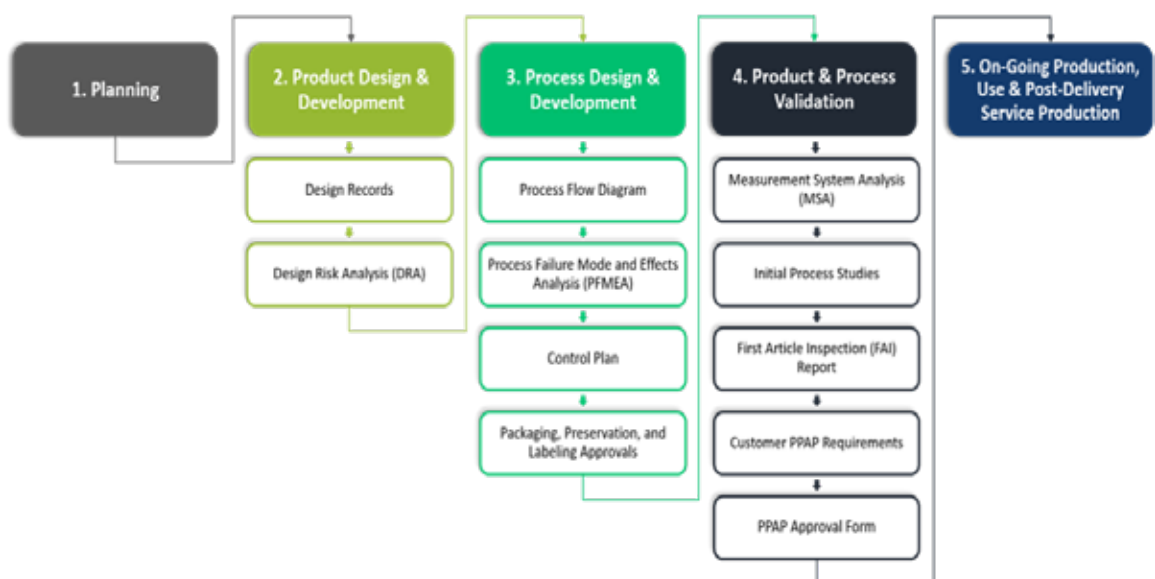 1. Planning
2. Product Design &
Development
Design Records
Design Risk Analysis (DRA)
3. Process Design &
Development
Process Flow Diagram
Process Failure Mode and Effects
Analysis (PFMEA)
Control Plan
Packaging, Preservation, and
Labeling Approvals
4. Product & Process
Validation
Measurement System Analysis
(MSA)
Initial Process Studies
First Article Inspection (FAI)
Report
Customer PPAP Requirements
PPAP Approval Form
5. On-Going Production,
Use & Post-Delivery
Service Production